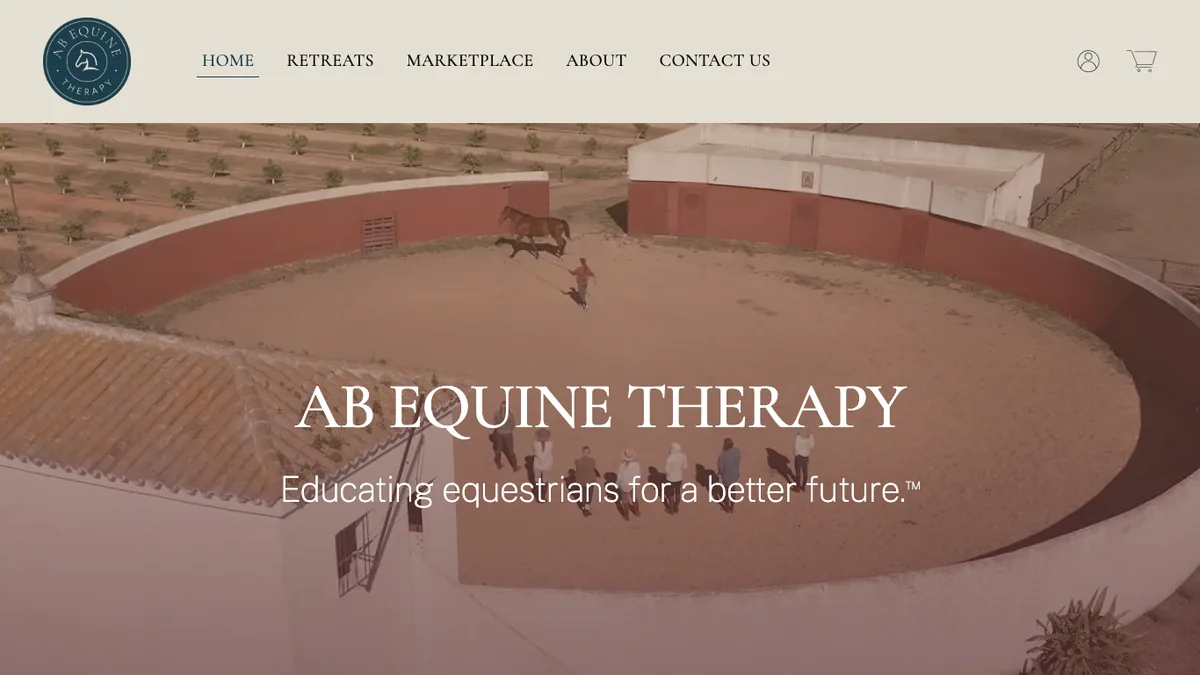 AB EQUINE
THERAPY
HOME RETREATS MARKETPLACE ABOUT CONTACT US
AB EQUINE THERAPY
Educating equestrians for a better future.™